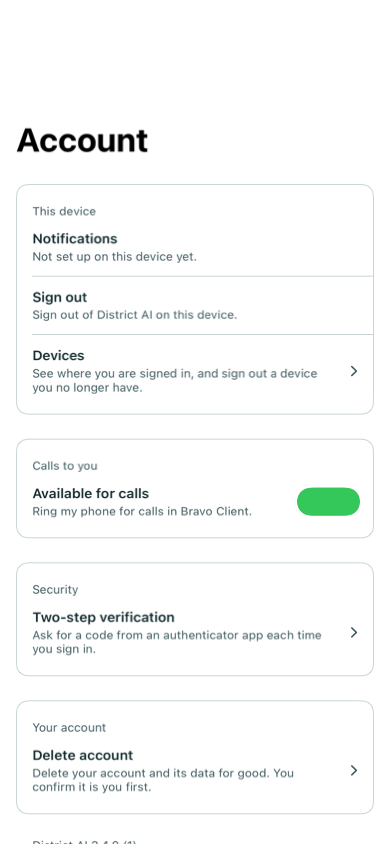 Account
This device
Notifications
Not set up on this device yet.
Sign out
Sign out of District AI on this device.
Devices
See where you are signed in, and sign out a device
you no longer have.
Calls to you
Available for calls
Ring my phone for calls in Bravo Client.
Security
Two-step verification
Ask for a code from an authenticator app each time
you sign in.
Your account
Delete account
Delete your account and its data for good. You
confirm it is you first.
District AI